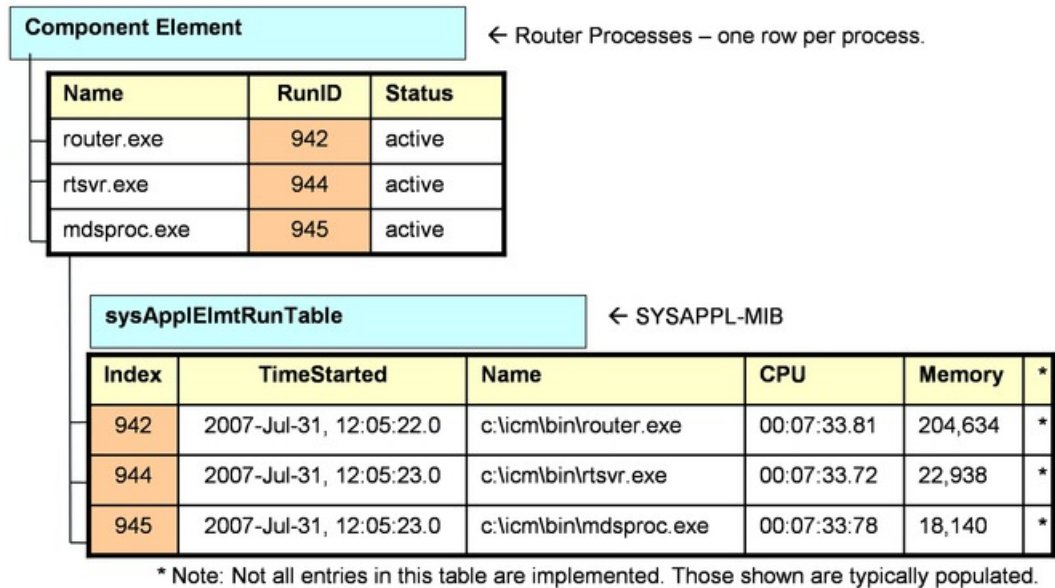 Component Element
← Router Processes – one row per process.
Name RunID Status
router.exe 942 active
rtsvr.exe 944 active
mdsproc.exe 945 active
sysApplElmtRunTable
← SYSAPPL-MIB
Index TimeStarted Name CPU Memory *
942 2007-Jul-31, 12:05:22.0 c:\icm\bin\router.exe 00:07:33.81 204,634 *
944 2007-Jul-31, 12:05:23.0 c:\icm\bin\rtsvr.exe 00:07:33.72 22,938 *
945 2007-Jul-31, 12:05:23.0 c:\icm\bin\mdsproc.exe 00:07:33:78 18,140 *
* Note: Not all entries in this table are implemented. Those shown are typically populated.